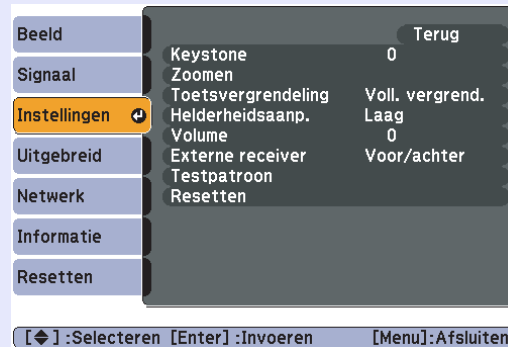 Beeld
Signaal
Instellingen
Uitgebreid
Netwerk
Informatie
Resetten
Terug
Keystone 0
Zoomen
Toetsvergrendeling Voll. vergrend.
Helderheidsaanp. Laag
Volume 0
Externe receiver Voor/achter
Testpatroon
Resetten
[◆] :Selecteren [Enter] :Invoeren [Menu]:Afsluiten